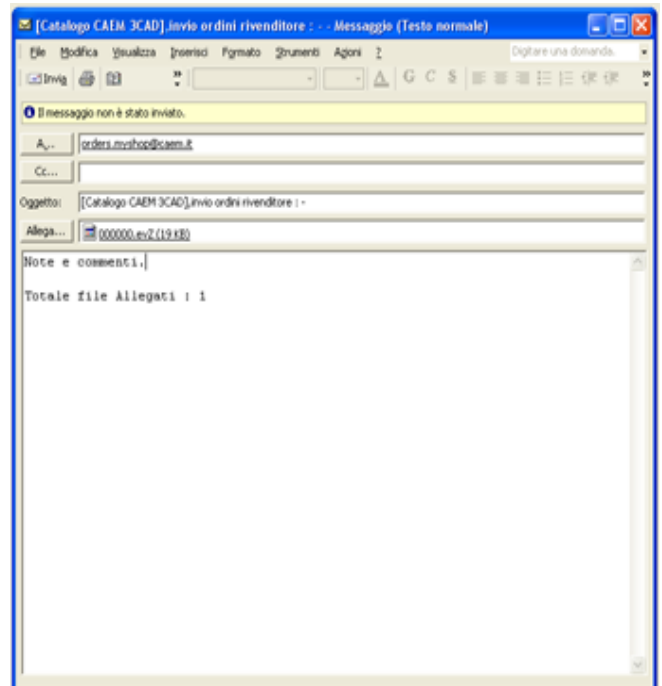 [Catalogo CAEM 3CAD],invio ordini rivenditore : - - Messaggio (Testo normale)
File Modifica Visualizza Inserisci Formato Strumenti Azioni ? Digitare una domanda.
Invia A G C S
Il messaggio non è stato inviato.
A... orders.myshop@caem.it
Cc...
Oggetto: [Catalogo CAEM 3CAD],invio ordini rivenditore : -
Allega... 000000.ev2 (19 KB)
Note e commenti.
Totale file Allegati : 1